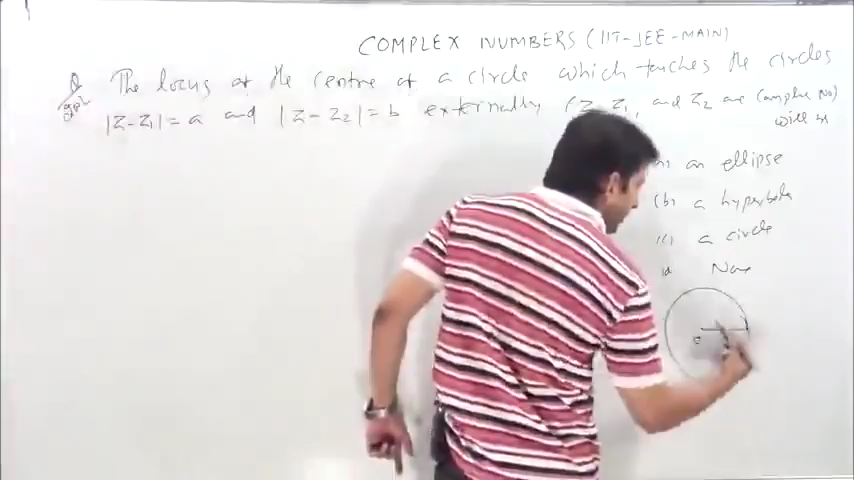 COMPLEX NUMBERS (IIT-JEE-MAIN)
Q The locus of the centre of a circle which touches the circles
|Z-Z1| = a and |Z-Z2| = b externally (Z, Z1, and Z2 are complex No)
will be
an ellipse
(b) a hyperbola
(c) a circle
(d) None